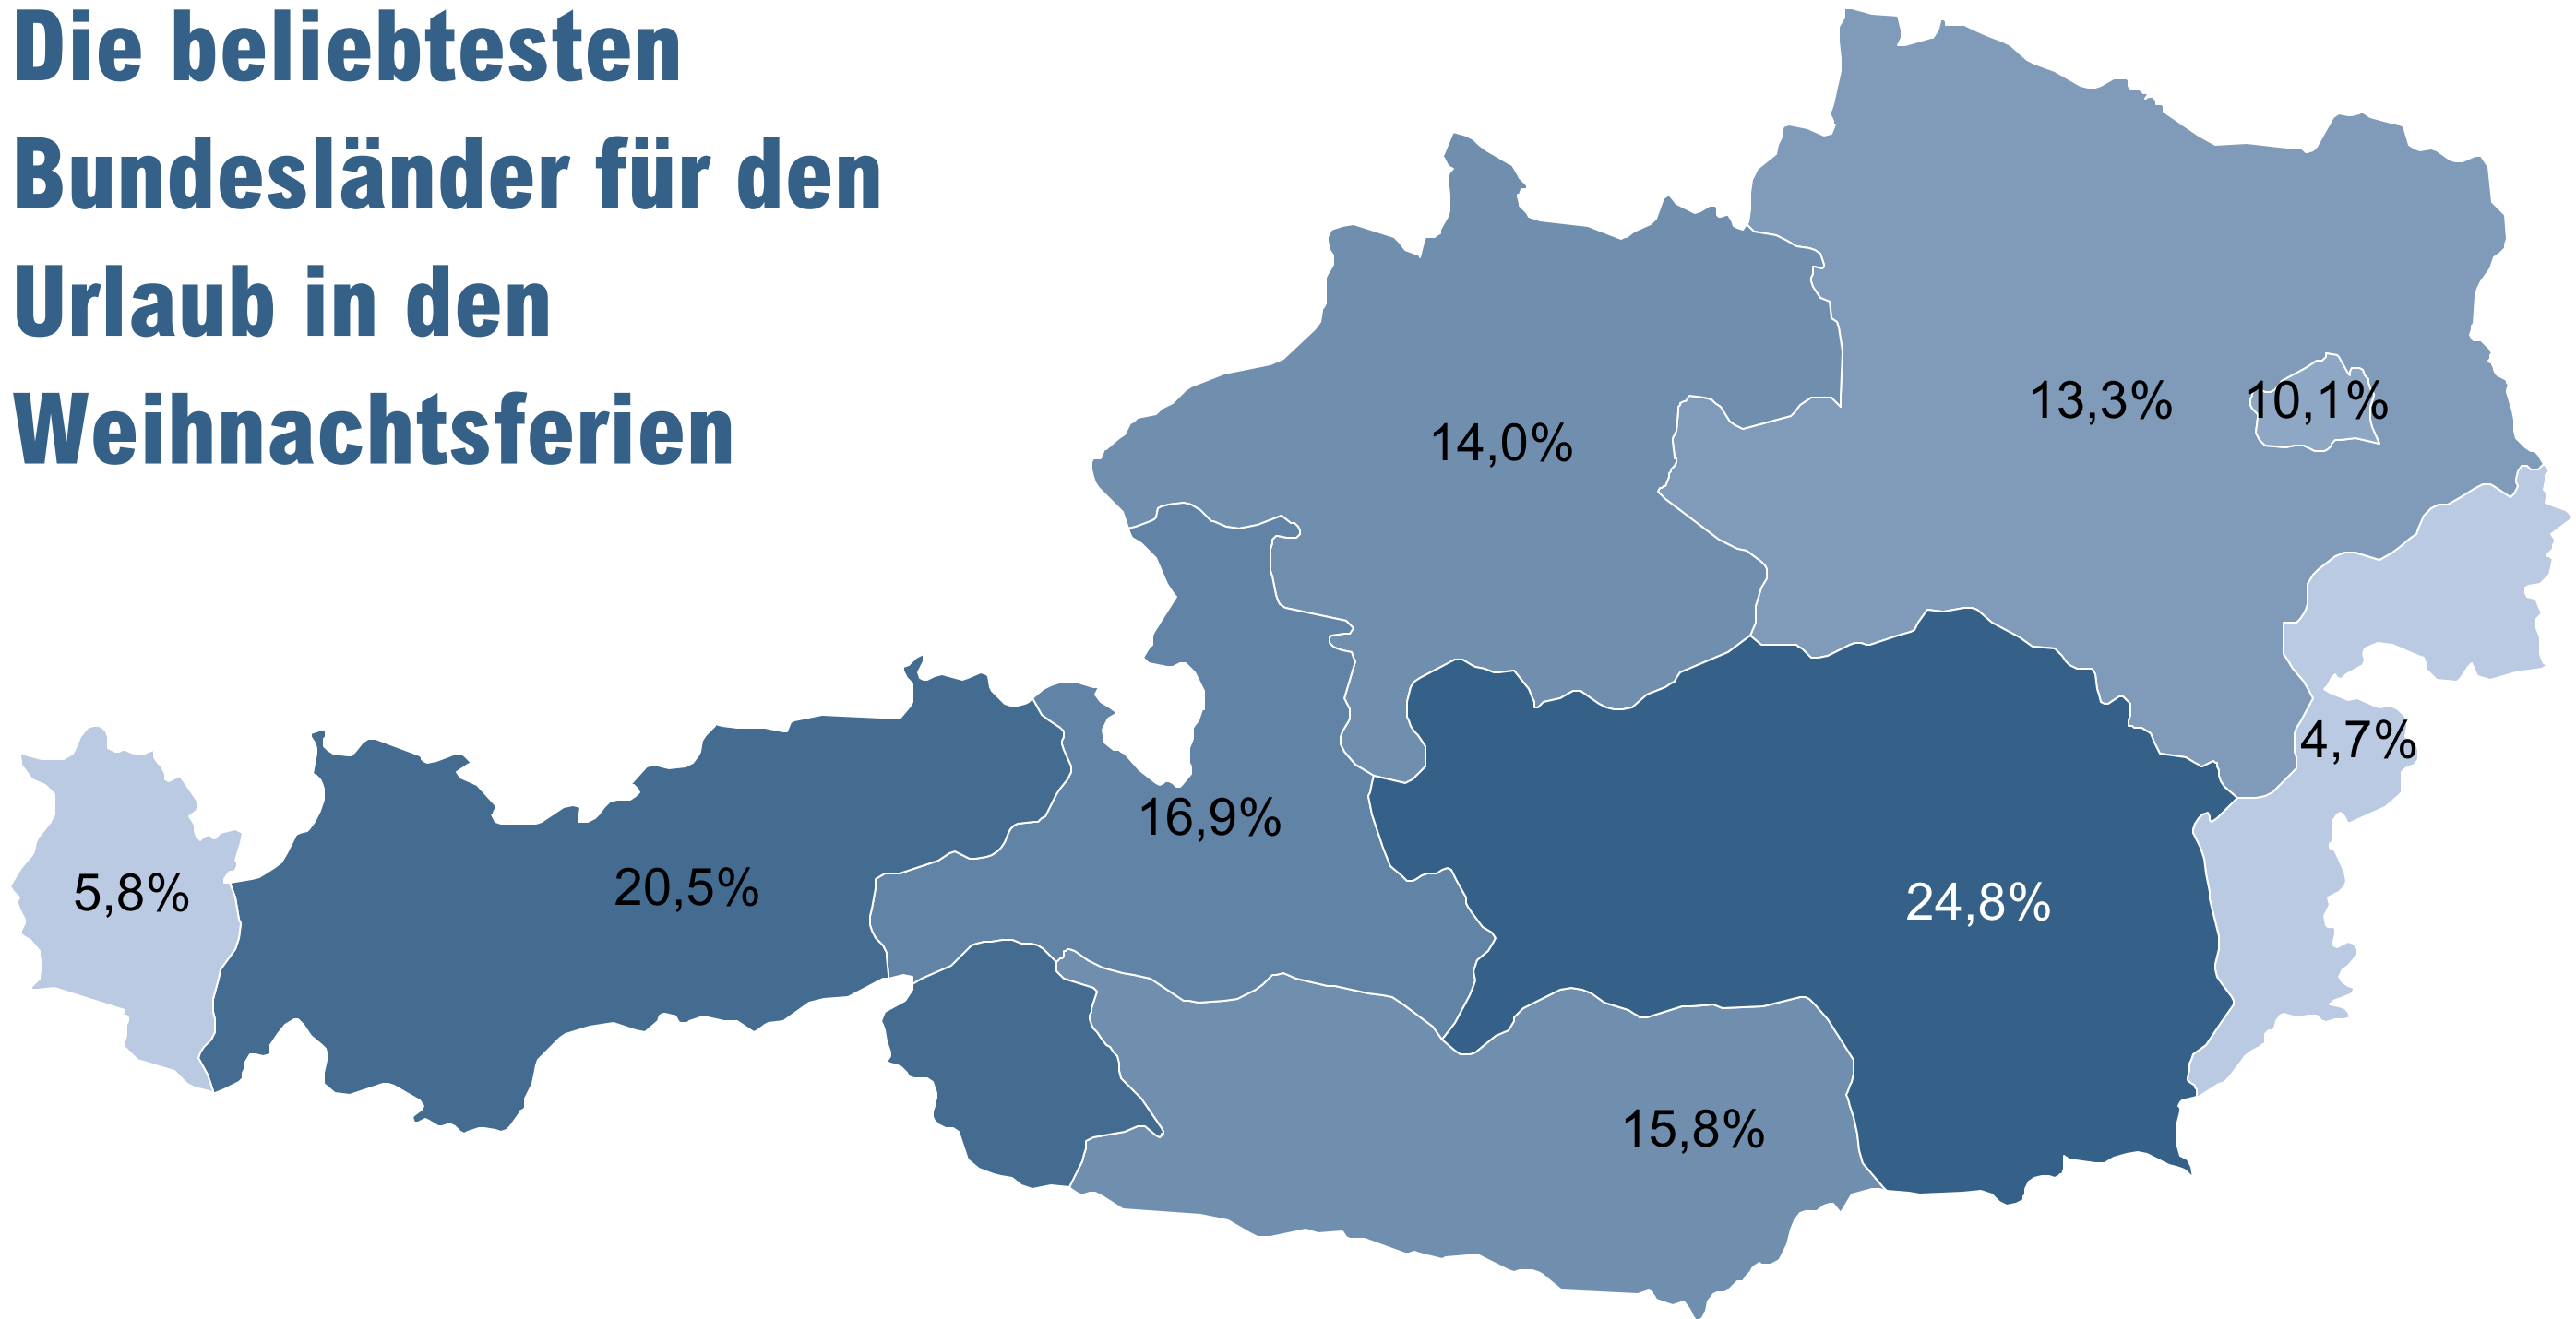 Die beliebtesten
Bundesländer für den
Urlaub in den
Weihnachtsferien
13,3%
10,1%
14,0%
4,7%
16,9%
20,5%
5,8%
24,8%
15,8%